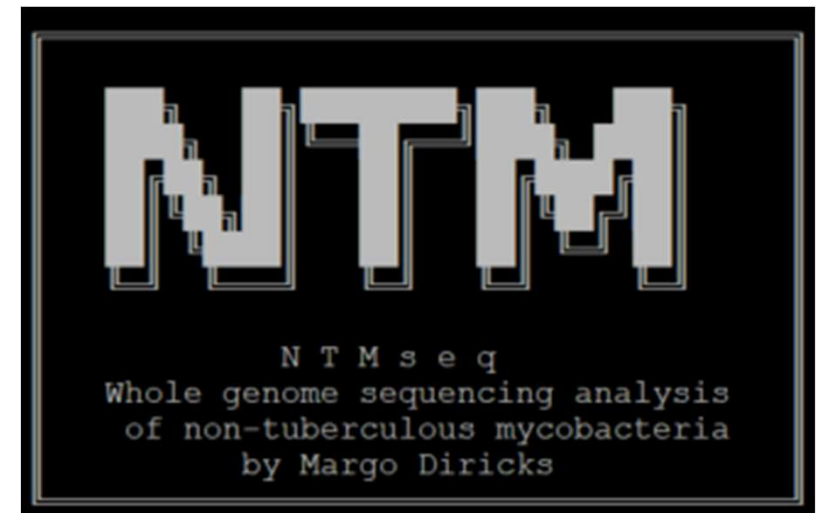 NTM
N T M s e q
Whole genome sequencing analysis
of non-tuberculous mycobacteria
by Margo Diricks